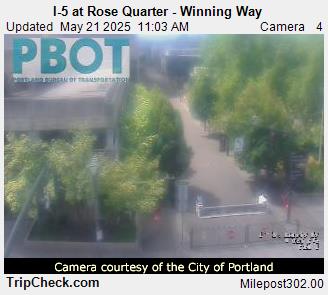 I-5 at Rose Quarter - Winning Way
Updated May 21 2025 11:03 AM Camera 4
PBOT
PORTLAND BUREAU OF TRANSPORTATION
Camera courtesy of the City of Portland
TripCheck.com Milepost302.00